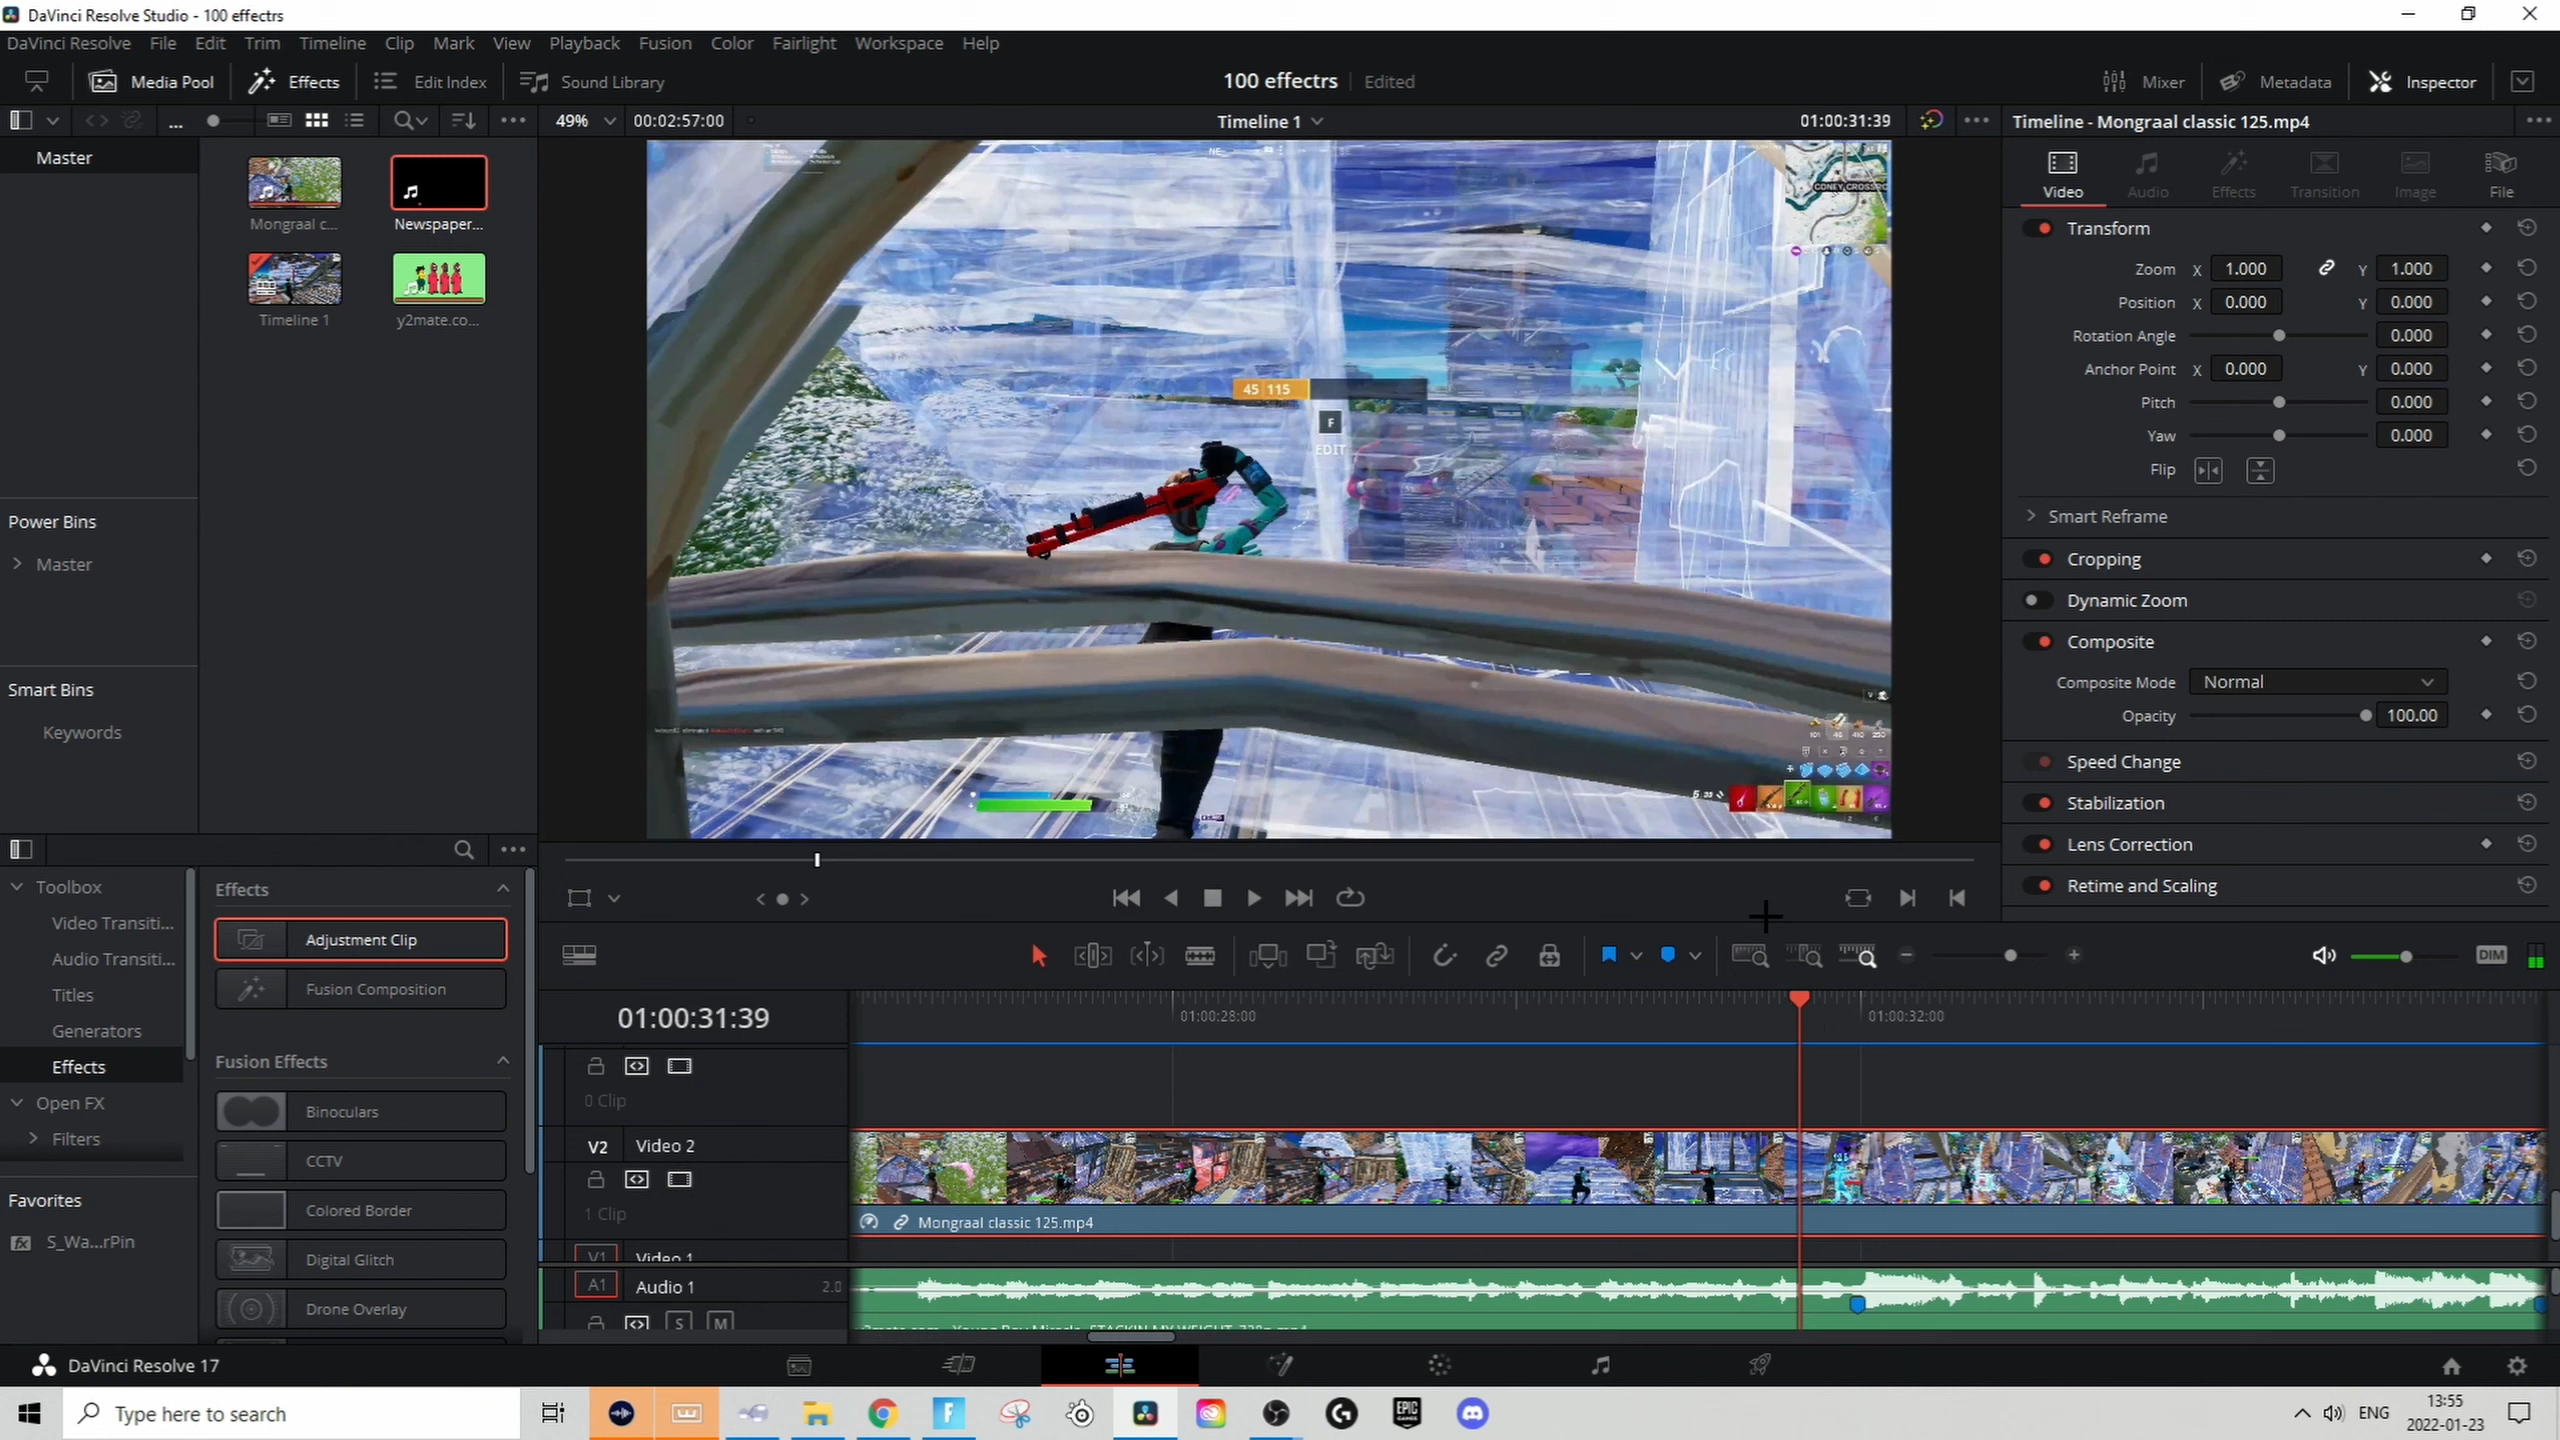 DaVinci Resolve Studio - 100 effectrs
DaVinci Resolve File Edit Trim Timeline Clip Mark View Playback Fusion Color Fairlight Workspace Help
Media Pool Effects Edit Index Sound Library 100 effectrs Edited Mixer Metadata Inspector
... 49% 00:02:57:00 Timeline 1 01:00:31:39 Timeline - Mongraal classic 125.mp4
Master
Mongraal c...
Newspaper...
Timeline 1
y2mate.co...
Power Bins
Master
Smart Bins
Keywords
NE
CONEY CROSSRO
45 115
F
EDIT
Video Audio Effects Transition Image File
Transform
Zoom X 1.000 Y 1.000
Position X 0.000 Y 0.000
Rotation Angle 0.000
Anchor Point X 0.000 Y 0.000
Pitch 0.000
Yaw 0.000
Flip
Smart Reframe
Cropping
Dynamic Zoom
Composite
Composite Mode Normal
Opacity 100.00
Speed Change
Stabilization
Lens Correction
Retime and Scaling
Toolbox
Video Transiti...
Audio Transiti...
Titles
Generators
Effects
Open FX
Filters
Favorites
S_Wa...rPin
Effects
Adjustment Clip
Fusion Composition
Fusion Effects
Binoculars
CCTV
Colored Border
Digital Glitch
Drone Overlay
DIM
01:00:31:39 01:00:28:00 01:00:32:00
0 Clip
V2 Video 2
1 Clip
Mongraal classic 125.mp4
V1 Video 1
A1 Audio 1 2.0
S M
DaVinci Resolve 17
Type here to search
EPIC GAMES
ENG
13:55
2022-01-23